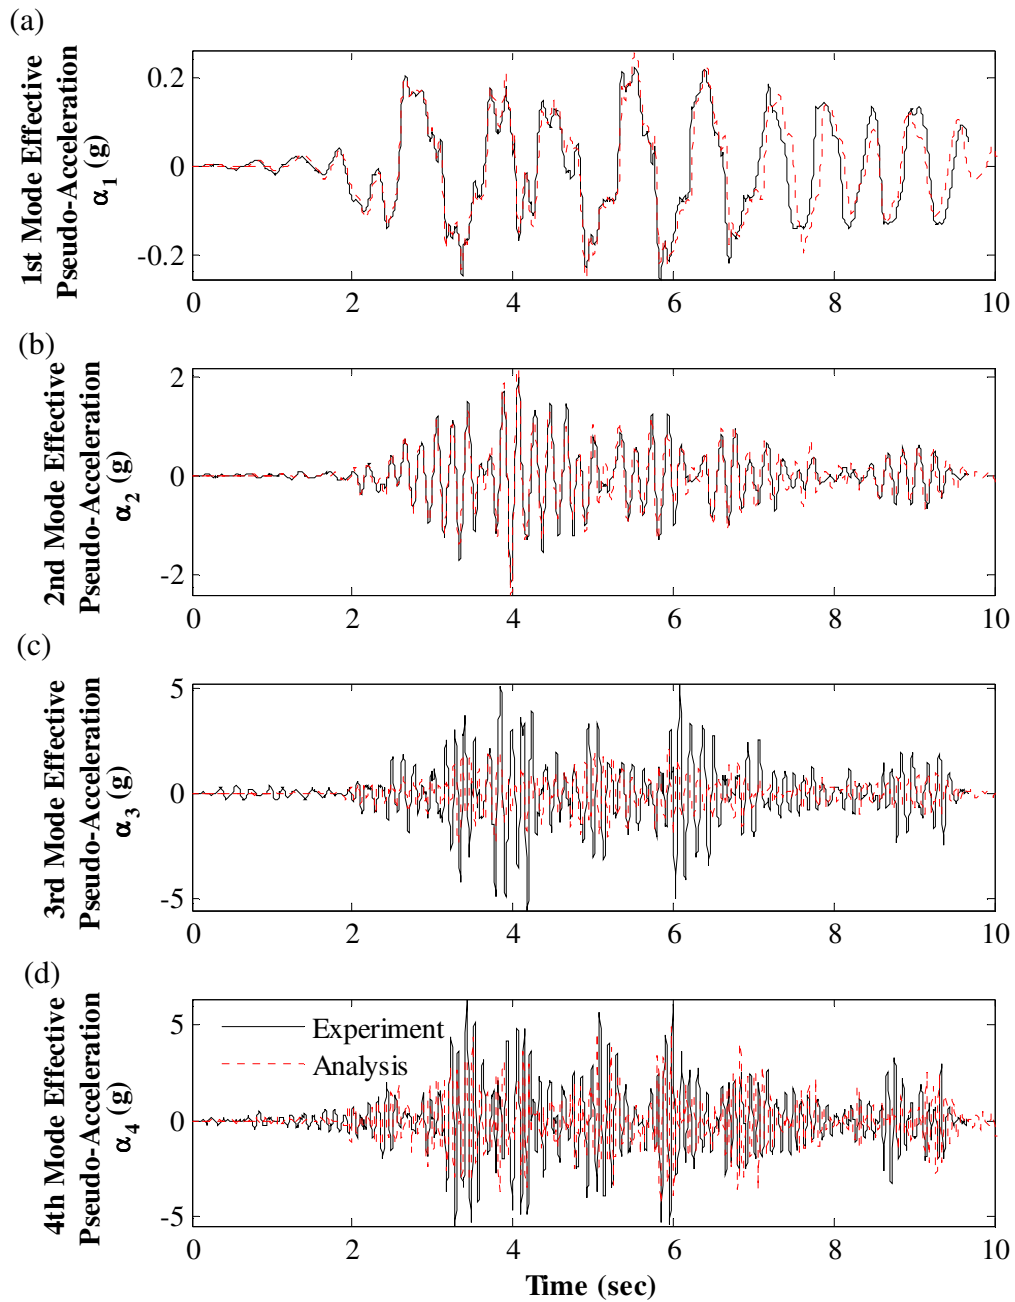 (a)
1st Mode Effective
Pseudo-Acceleration
α1 (g)
0.2
0
-0.2
0 2 4 6 8 10
(b)
2nd Mode Effective
Pseudo-Acceleration
α2 (g)
2
0
-2
0 2 4 6 8 10
(c)
3rd Mode Effective
Pseudo-Acceleration
α3 (g)
5
0
-5
0 2 4 6 8 10
(d)
4th Mode Effective
Pseudo-Acceleration
α4 (g)
5
0
-5
Experiment
Analysis
0 2 4 6 8 10
Time (sec)